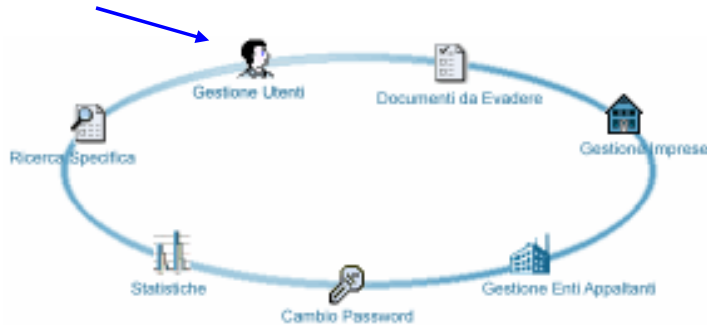 Gestione Utenti
Documenti da Evadere
Gestione Imprese
Ricerca Specifica
Statistiche
Gestione Enti Appaltanti
Cambio Password